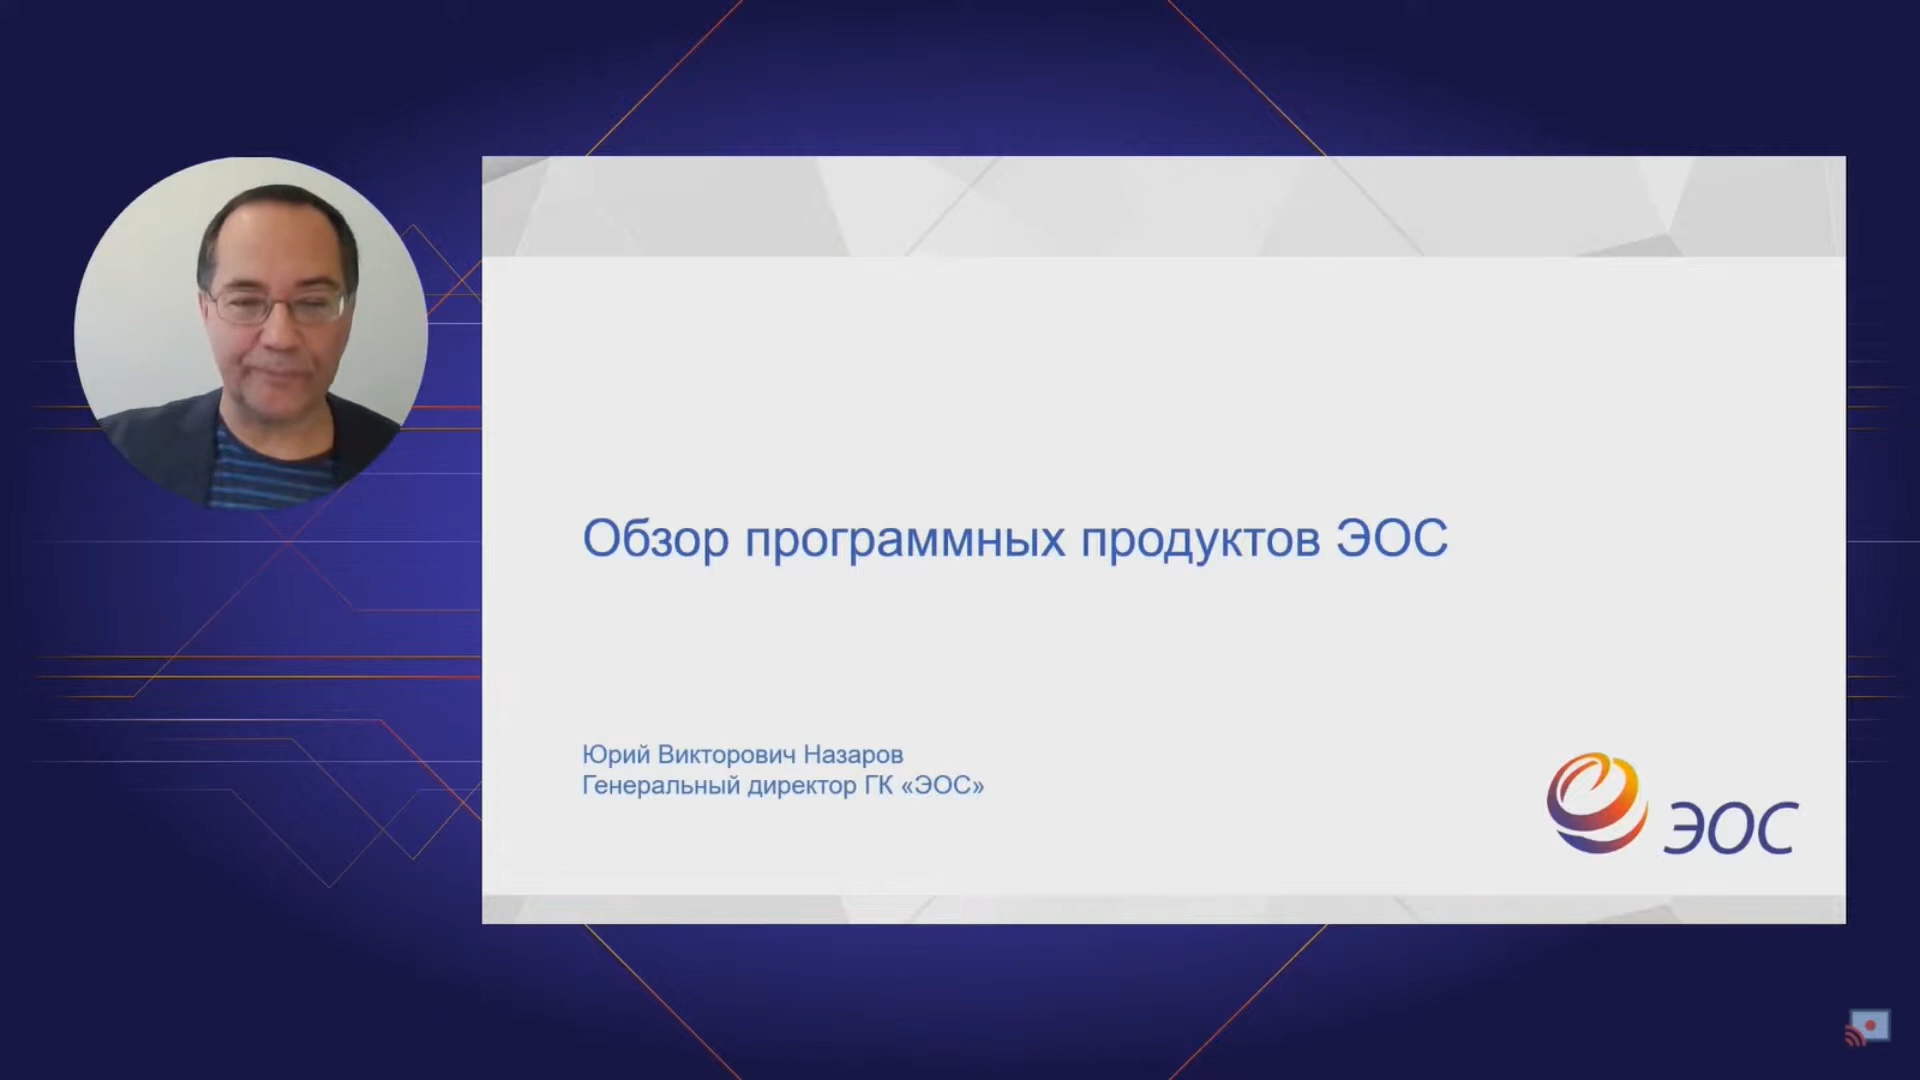 Обзор программных продуктов ЭОС
Юрий Викторович Назаров
Генеральный директор ГК «ЭОС»
ЭОС